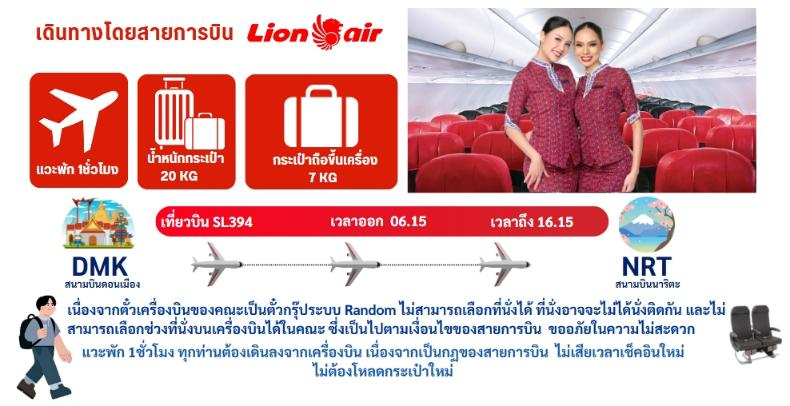 เดินทางโดยสายการบิน Lion air
แวะพัก 1ชั่วโมง
น้ำหนักกระเป๋า
20 KG
กระเป๋าถือขึ้นเครื่อง
7 KG
เที่ยวบิน SL394 เวลาออก 06.15 เวลาถึง 16.15
DMK
สนามบินดอนเมือง
NRT
สนามบินนาริตะ
เนื่องจากตั๋วเครื่องบินของคณะเป็นตั๋วกรุ๊ประบบ Random ไม่สามารถเลือกที่นั่งได้ ที่นั่งอาจจะไม่ได้นั่งติดกัน และไม่
สามารถเลือกช่วงที่นั่งบนเครื่องบินได้ในคณะ ซึ่งเป็นไปตามเงื่อนไขของสายการบิน ขออภัยในความไม่สะดวก
แวะพัก 1ชั่วโมง ทุกท่านต้องเดินลงจากเครื่องบิน เนื่องจากเป็นกฎของสายการบิน ไม่เสียเวลาเช็คอินใหม่
ไม่ต้องโหลดกระเป๋าใหม่